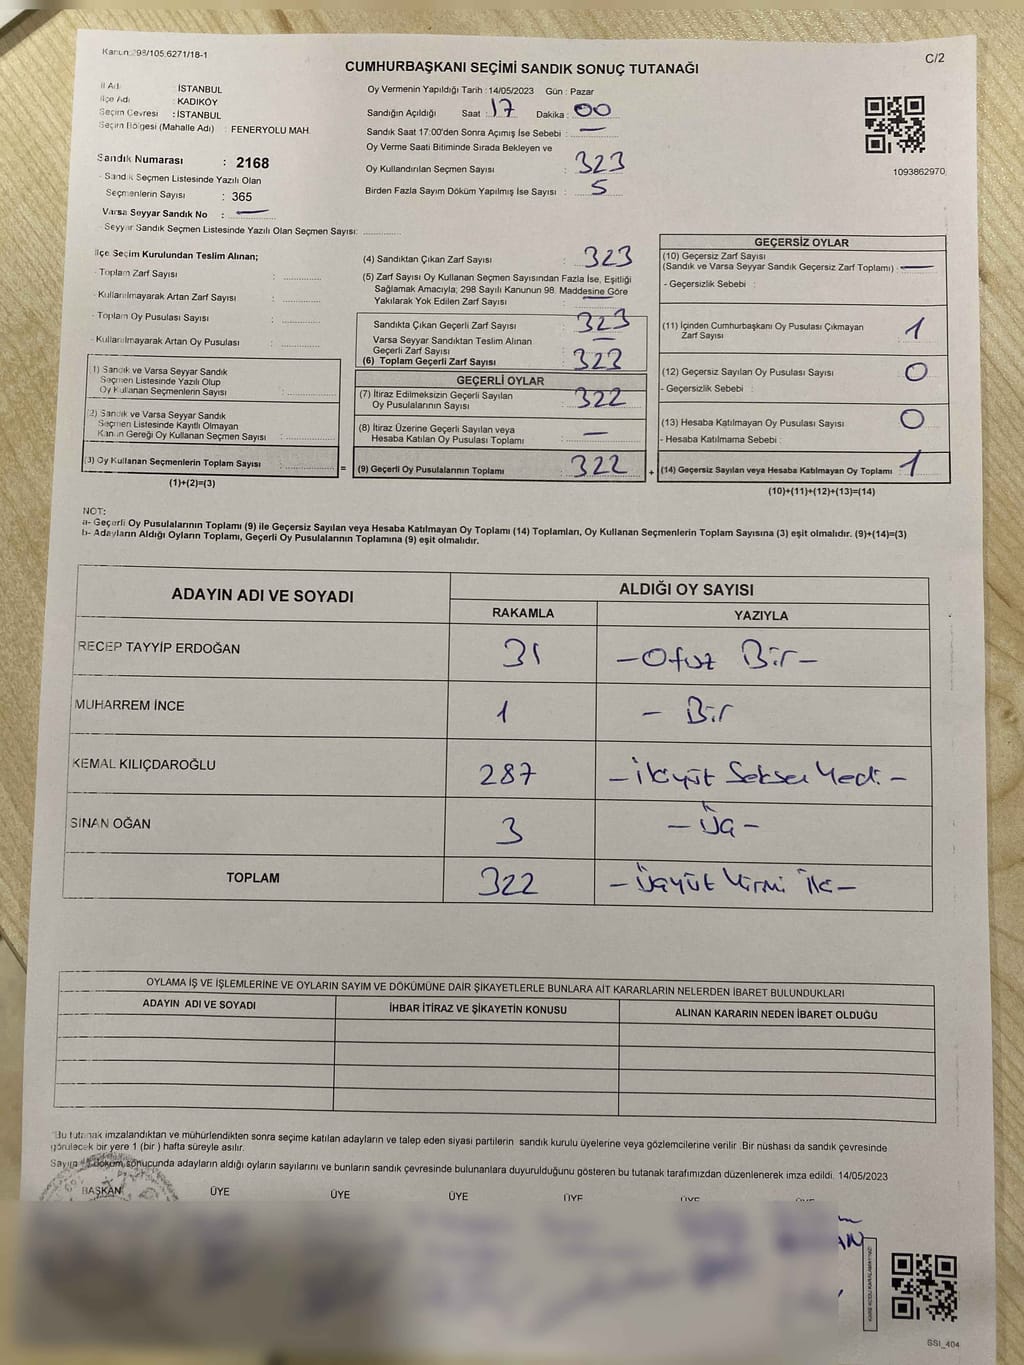 Kanun:298/105;6271/18-1
C/2
CUMHURBAŞKANI SEÇİMİ SANDIK SONUÇ TUTANAĞI
İl Adı : İSTANBUL
İlçe Adı : KADIKÖY
Seçim Çevresi : İSTANBUL
Seçim Bölgesi (Mahalle Adı) : FENERYOLU MAH.
Sandık Numarası : 2168
- Sandık Seçmen Listesinde Yazılı Olan
Seçmenlerin Sayısı : 365
Varsa Seyyar Sandık No : —
- Seyyar Sandık Seçmen Listesinde Yazılı Olan Seçmen Sayısı: ............
Oy Vermenin Yapıldığı Tarih : 14/05/2023 Gün : Pazar
Sandığın Açıldığı Saat : 17 Dakika : 00
Sandık Saat 17:00'den Sonra Açımış İse Sebebi : —
Oy Verme Saati Bitiminde Sırada Bekleyen ve
Oy Kullandırılan Seçmen Sayısı : 323
Birden Fazla Sayım Döküm Yapılmış İse Sayısı : 5
1093862970
İlçe Seçim Kurulundan Teslim Alınan;
- Toplam Zarf Sayısı : ............
- Kullanılmayarak Artan Zarf Sayısı : ............
- Toplam Oy Pusulası Sayısı : ............
- Kullanılmayarak Artan Oy Pusulası : ............
(1) Sandık ve Varsa Seyyar Sandık
Seçmen Listesinde Yazılı Olup
Oy Kullanan Seçmenlerin Sayısı : ............
(2) Sandık ve Varsa Seyyar Sandık
Seçmen Listesinde Kayıtlı Olmayan
Kanun Gereği Oy Kullanan Seçmen Sayısı : ............
(3) Oy Kullanan Seçmenlerin Toplam Sayısı : ............
(1)+(2)=(3)
(4) Sandıktan Çıkan Zarf Sayısı : 323
(5) Zarf Sayısı Oy Kullanan Seçmen Sayısından Fazla İse, Eşitliği
Sağlamak Amacıyla; 298 Sayılı Kanunun 98. Maddesine Göre
Yakılarak Yok Edilen Zarf Sayısı : —
Sandıkta Çıkan Geçerli Zarf Sayısı : 323
Varsa Seyyar Sandıktan Teslim Alınan
Geçerli Zarf Sayısı : —
(6) Toplam Geçerli Zarf Sayısı : 323
GEÇERLİ OYLAR
(7) İtiraz Edilmeksizin Geçerli Sayılan
Oy Pusulalarının Sayısı : 322
(8) İtiraz Üzerine Geçerli Sayılan veya
Hesaba Katılan Oy Pusulası Toplamı : —
= (9) Geçerli Oy Pusulalarının Toplamı : 322
GEÇERSİZ OYLAR
(10) Geçersiz Zarf Sayısı
(Sandık ve Varsa Seyyar Sandık Geçersiz Zarf Toplamı) : —
- Geçersizlik Sebebi :
(11) İçinden Cumhurbaşkanı Oy Pusulası Çıkmayan
Zarf Sayısı : 1
(12) Geçersiz Sayılan Oy Pusulası Sayısı : 0
- Geçersizlik Sebebi :
(13) Hesaba Katılmayan Oy Pusulası Sayısı : 0
- Hesaba Katılmama Sebebi :
+ (14) Geçersiz Sayılan veya Hesaba Katılmayan Oy Toplamı : 1
(10)+(11)+(12)+(13)=(14)
NOT:
a- Geçerli Oy Pusulalarının Toplamı (9) ile Geçersiz Sayılan veya Hesaba Katılmayan Oy Toplamı (14) Toplamları, Oy Kullanan Seçmenlerin Toplam Sayısına (3) eşit olmalıdır. (9)+(14)=(3)
b- Adayların Aldığı Oyların Toplamı, Geçerli Oy Pusulalarının Toplamına (9) eşit olmalıdır.
ADAYIN ADI VE SOYADI
ALDIĞI OY SAYISI
RAKAMLA YAZIYLA
RECEP TAYYİP ERDOĞAN 31 – Otuz Bir –
MUHARREM İNCE 1 – Bir
KEMAL KILIÇDAROĞLU 287 – İkiyüt Seksen Yedi –
SİNAN OĞAN 3 – Üç –
TOPLAM 322 – Üçyüt Yirmi İki –
OYLAMA İŞ VE İŞLEMLERİNE VE OYLARIN SAYIM VE DÖKÜMÜNE DAİR ŞİKAYETLERLE BUNLARA AİT KARARLARIN NELERDEN İBARET BULUNDUKLARI
ADAYIN ADI VE SOYADI İHBAR İTİRAZ VE ŞİKAYETİN KONUSU ALINAN KARARIN NEDEN İBARET OLDUĞU
*Bu tutanak imzalandıktan ve mühürlendikten sonra seçime katılan adayların ve talep eden siyasi partilerin sandık kurulu üyelerine veya gözlemcilerine verilir .Bir nüshası da sandık çevresinde
görülecek bir yere 1 (bir ) hafta süreyle asılır.
döküm sonucunda adayların aldığı oyların sayılarını ve bunların sandık çevresinde bulunanlara duyurulduğunu gösteren bu tutanak tarafımızdan düzenlenerek imza edildi. 14/05/2023
BAŞKAN ÜYE ÜYE ÜYE ÜYE ÜYE ÜYE
SSI_404